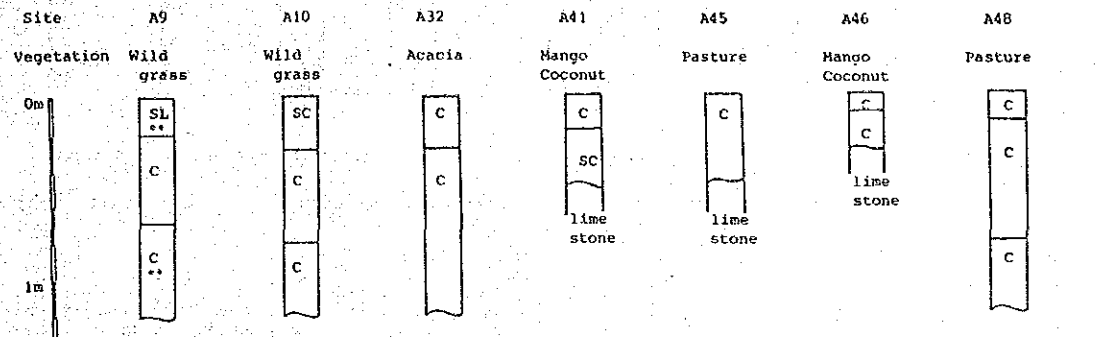 Site A9 A10 A32 A41 A45 A46 A48
Vegetation Wild grass Wild grass Acacia Mango Coconut Pasture Mango Coconut Pasture
0m
SL
**
C
C
**
SC
C
C
C
C
C
SC
lime
stone
C
lime
stone
C
C
lime
stone
C
C
C
1m